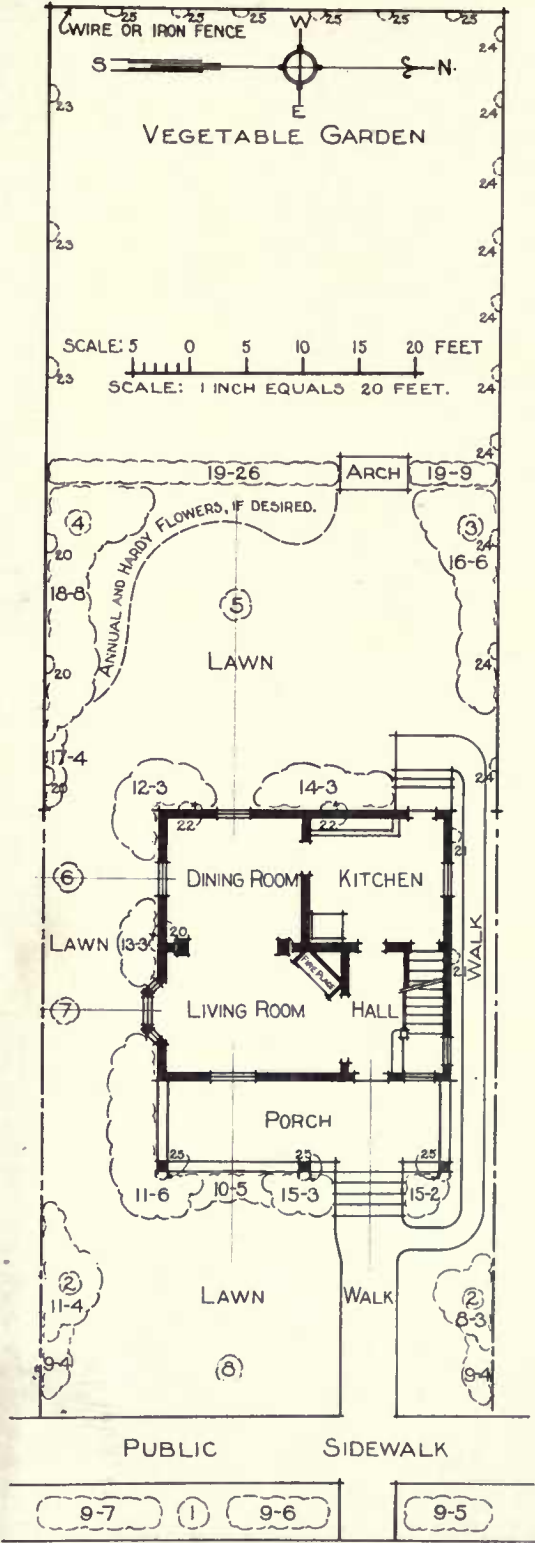 25 25 25 25 25
WIRE OR IRON FENCE
W
24
S N
E
23 24
VEGETABLE GARDEN
24
24
23 24
24
SCALE: 5 0 5 10 15 20 FEET
23 24
SCALE: 1 INCH EQUALS 20 FEET.
24
19-26 ARCH 19-9
4 ANNUAL AND HARDY FLOWERS, IF DESIRED. 3
20 24
18-8 16-6
5
LAWN
20 24
17-4
20 24
12-3 14-3
22 22
21
6 DINING ROOM KITCHEN
20
LAWN 13-3 WALK
FIRE PLACE 21
7 LIVING ROOM HALL
PORCH
25 25 25
11-6 10-5 15-3 15-2
2 2
11-4 LAWN WALK 8-3
9-4 8 9-4
PUBLIC SIDEWALK
9-7 1 9-6 9-5